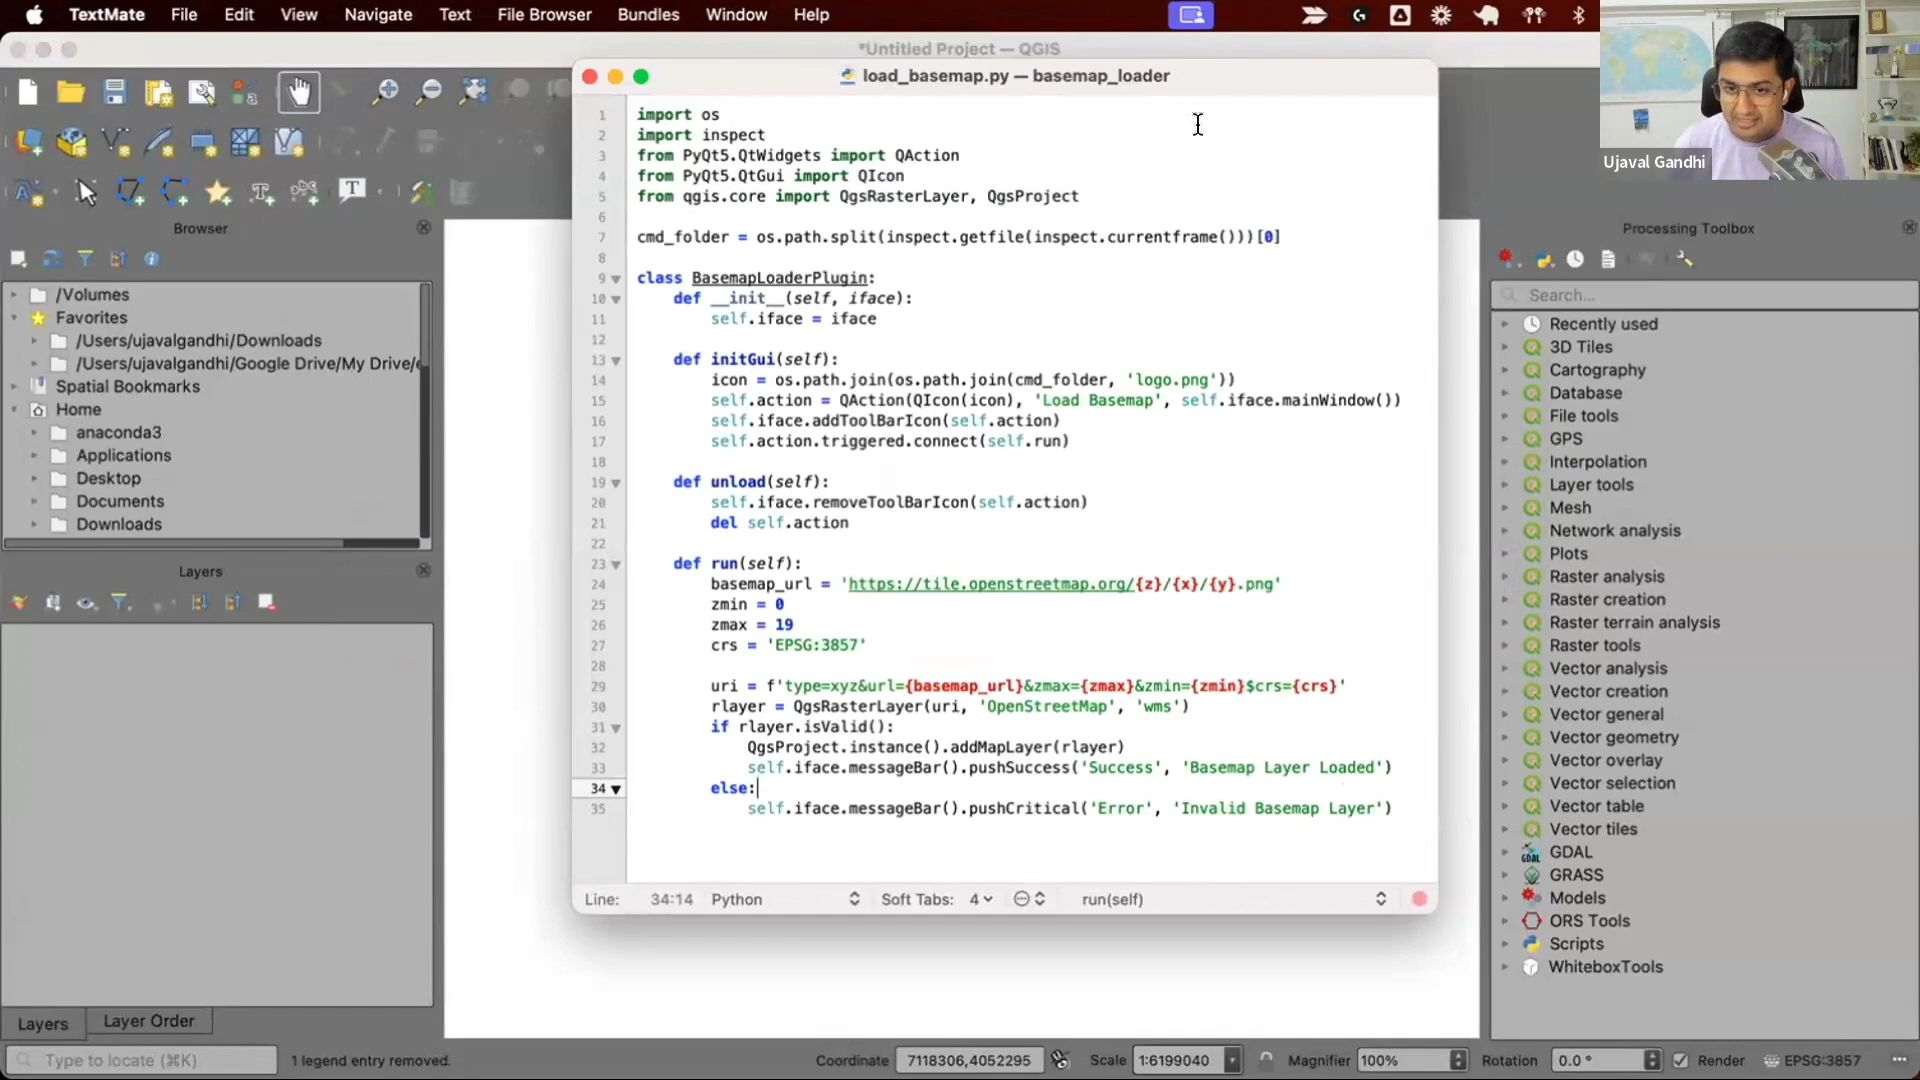 TextMate File Edit View Navigate Text File Browser Bundles Window Help
*Untitled Project — QGIS
load_basemap.py — basemap_loader
1 import os
2 import inspect
3 from PyQt5.QtWidgets import QAction
4 from PyQt5.QtGui import QIcon
5 from qgis.core import QgsRasterLayer, QgsProject
6
7 cmd_folder = os.path.split(inspect.getfile(inspect.currentframe()))[0]
8
9 class BasemapLoaderPlugin:
10 def __init__(self, iface):
11 self.iface = iface
12
13 def initGui(self):
14 icon = os.path.join(os.path.join(cmd_folder, 'logo.png'))
15 self.action = QAction(QIcon(icon), 'Load Basemap', self.iface.mainWindow())
16 self.iface.addToolBarIcon(self.action)
17 self.action.triggered.connect(self.run)
18
19 def unload(self):
20 self.iface.removeToolBarIcon(self.action)
21 del self.action
22
23 def run(self):
24 basemap_url = 'https://tile.openstreetmap.org/{z}/{x}/{y}.png'
25 zmin = 0
26 zmax = 19
27 crs = 'EPSG:3857'
28
29 uri = f'type=xyz&url={basemap_url}&zmax={zmax}&zmin={zmin}$crs={crs}'
30 rlayer = QgsRasterLayer(uri, 'OpenStreetMap', 'wms')
31 if rlayer.isValid():
32 QgsProject.instance().addMapLayer(rlayer)
33 self.iface.messageBar().pushSuccess('Success', 'Basemap Layer Loaded')
34 else:
35 self.iface.messageBar().pushCritical('Error', 'Invalid Basemap Layer')
Line: 34:14 Python Soft Tabs: 4 run(self)
Ujaval Gandhi
Browser
/Volumes
Favorites
/Users/ujavalgandhi/Downloads
/Users/ujavalgandhi/Google Drive/My Drive/e
Spatial Bookmarks
Home
anaconda3
Applications
Desktop
Documents
Downloads
Layers
Layers Layer Order
Processing Toolbox
Search...
Recently used
3D Tiles
Cartography
Database
File tools
GPS
Interpolation
Layer tools
Mesh
Network analysis
Plots
Raster analysis
Raster creation
Raster terrain analysis
Raster tools
Vector analysis
Vector creation
Vector general
Vector geometry
Vector overlay
Vector selection
Vector table
Vector tiles
GDAL GDAL
GRASS
Models
ORS Tools
Scripts
WhiteboxTools
Type to locate (⌘K) 1 legend entry removed. Coordinate 7118306,4052295 Scale 1:6199040 Magnifier 100% Rotation 0.0 ° Render EPSG:3857